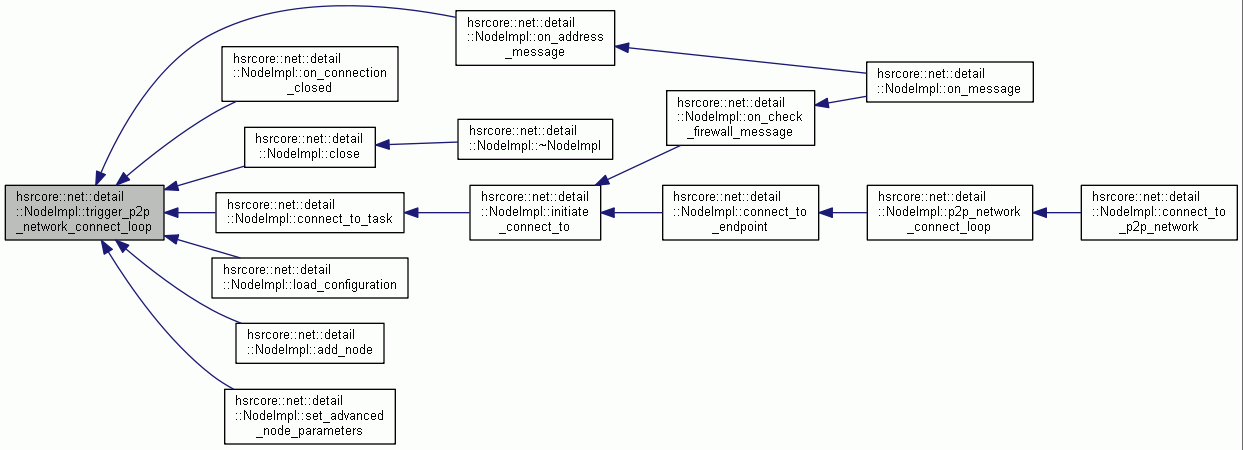 hsrcore::net::detail
::NodeImpl::on_address
_message
hsrcore::net::detail
::NodeImpl::on_connection
_closed
hsrcore::net::detail
::NodeImpl::on_message
hsrcore::net::detail
::NodeImpl::on_check
_firewall_message
hsrcore::net::detail
::NodeImpl::close
hsrcore::net::detail
::NodeImpl::~NodeImpl
hsrcore::net::detail
::NodeImpl::trigger_p2p
_network_connect_loop
hsrcore::net::detail
::NodeImpl::connect_to_task
hsrcore::net::detail
::NodeImpl::initiate
_connect_to
hsrcore::net::detail
::NodeImpl::connect_to
_endpoint
hsrcore::net::detail
::NodeImpl::p2p_network
_connect_loop
hsrcore::net::detail
::NodeImpl::connect_to
_p2p_network
hsrcore::net::detail
::NodeImpl::load_configuration
hsrcore::net::detail
::NodeImpl::add_node
hsrcore::net::detail
::NodeImpl::set_advanced
_node_parameters